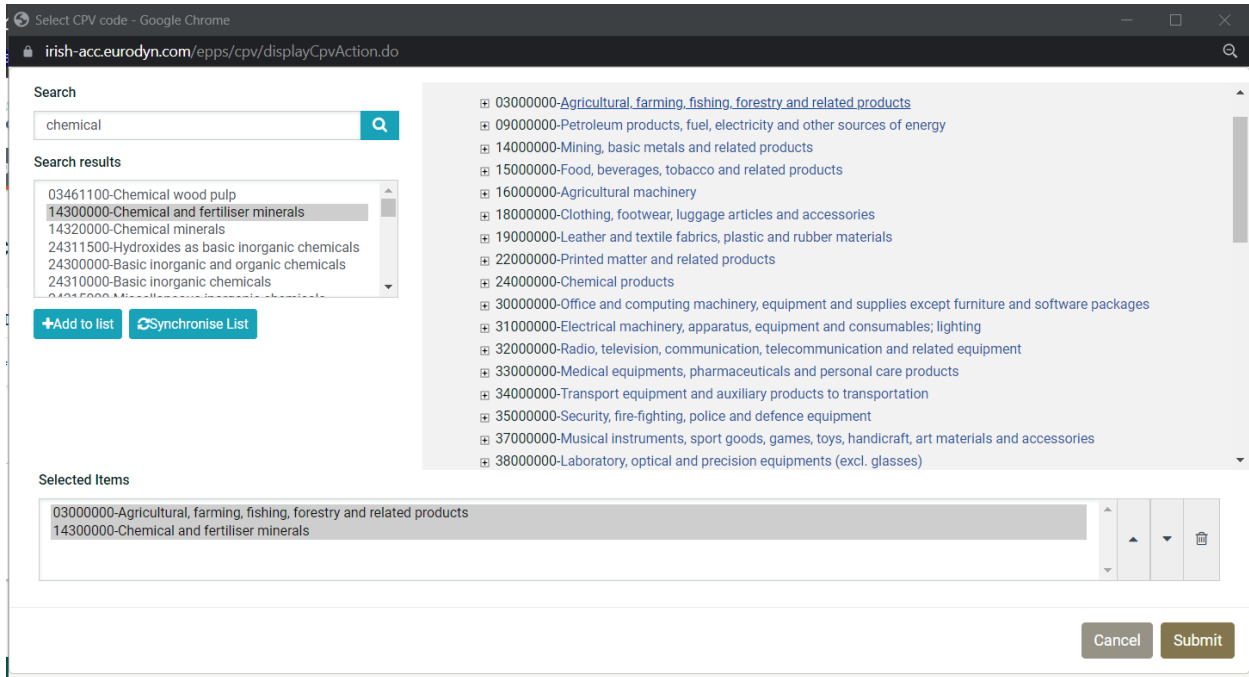 Select CPV code - Google Chrome
irish-acc.eurodyn.com/epps/cpv/displayCpvAction.do
Search
chemical
Search results
03461100-Chemical wood pulp
14300000-Chemical and fertiliser minerals
14320000-Chemical minerals
24311500-Hydroxides as basic inorganic chemicals
24300000-Basic inorganic and organic chemicals
24310000-Basic inorganic chemicals
Add to list
Synchronise List
03000000-Agricultural, farming, fishing, forestry and related products
09000000-Petroleum products, fuel, electricity and other sources of energy
14000000-Mining, basic metals and related products
15000000-Food, beverages, tobacco and related products
16000000-Agricultural machinery
18000000-Clothing, footwear, luggage articles and accessories
19000000-Leather and textile fabrics, plastic and rubber materials
22000000-Printed matter and related products
24000000-Chemical products
30000000-Office and computing machinery, equipment and supplies except furniture and software packages
31000000-Electrical machinery, apparatus, equipment and consumables; lighting
32000000-Radio, television, communication, telecommunication and related equipment
33000000-Medical equipments, pharmaceuticals and personal care products
34000000-Transport equipment and auxiliary products to transportation
35000000-Security, fire-fighting, police and defence equipment
37000000-Musical instruments, sport goods, games, toys, handicraft, art materials and accessories
38000000-Laboratory, optical and precision equipments (excl. glasses)
Selected Items
03000000-Agricultural, farming, fishing, forestry and related products
14300000-Chemical and fertiliser minerals
Cancel
Submit